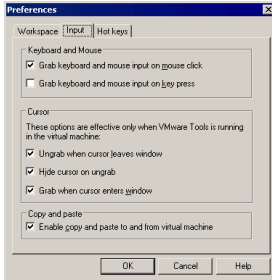 Preferences
Workspace Input Hot keys
Keyboard and Mouse
Grab keyboard and mouse input on mouse click
Grab keyboard and mouse input on key press
Cursor
These options are effective only when VMware Tools is running
in the virtual machine:
Ungrab when cursor leaves window
Hide cursor on ungrab
Grab when cursor enters window
Copy and paste
Enable copy and paste to and from virtual machine
OK Cancel Help